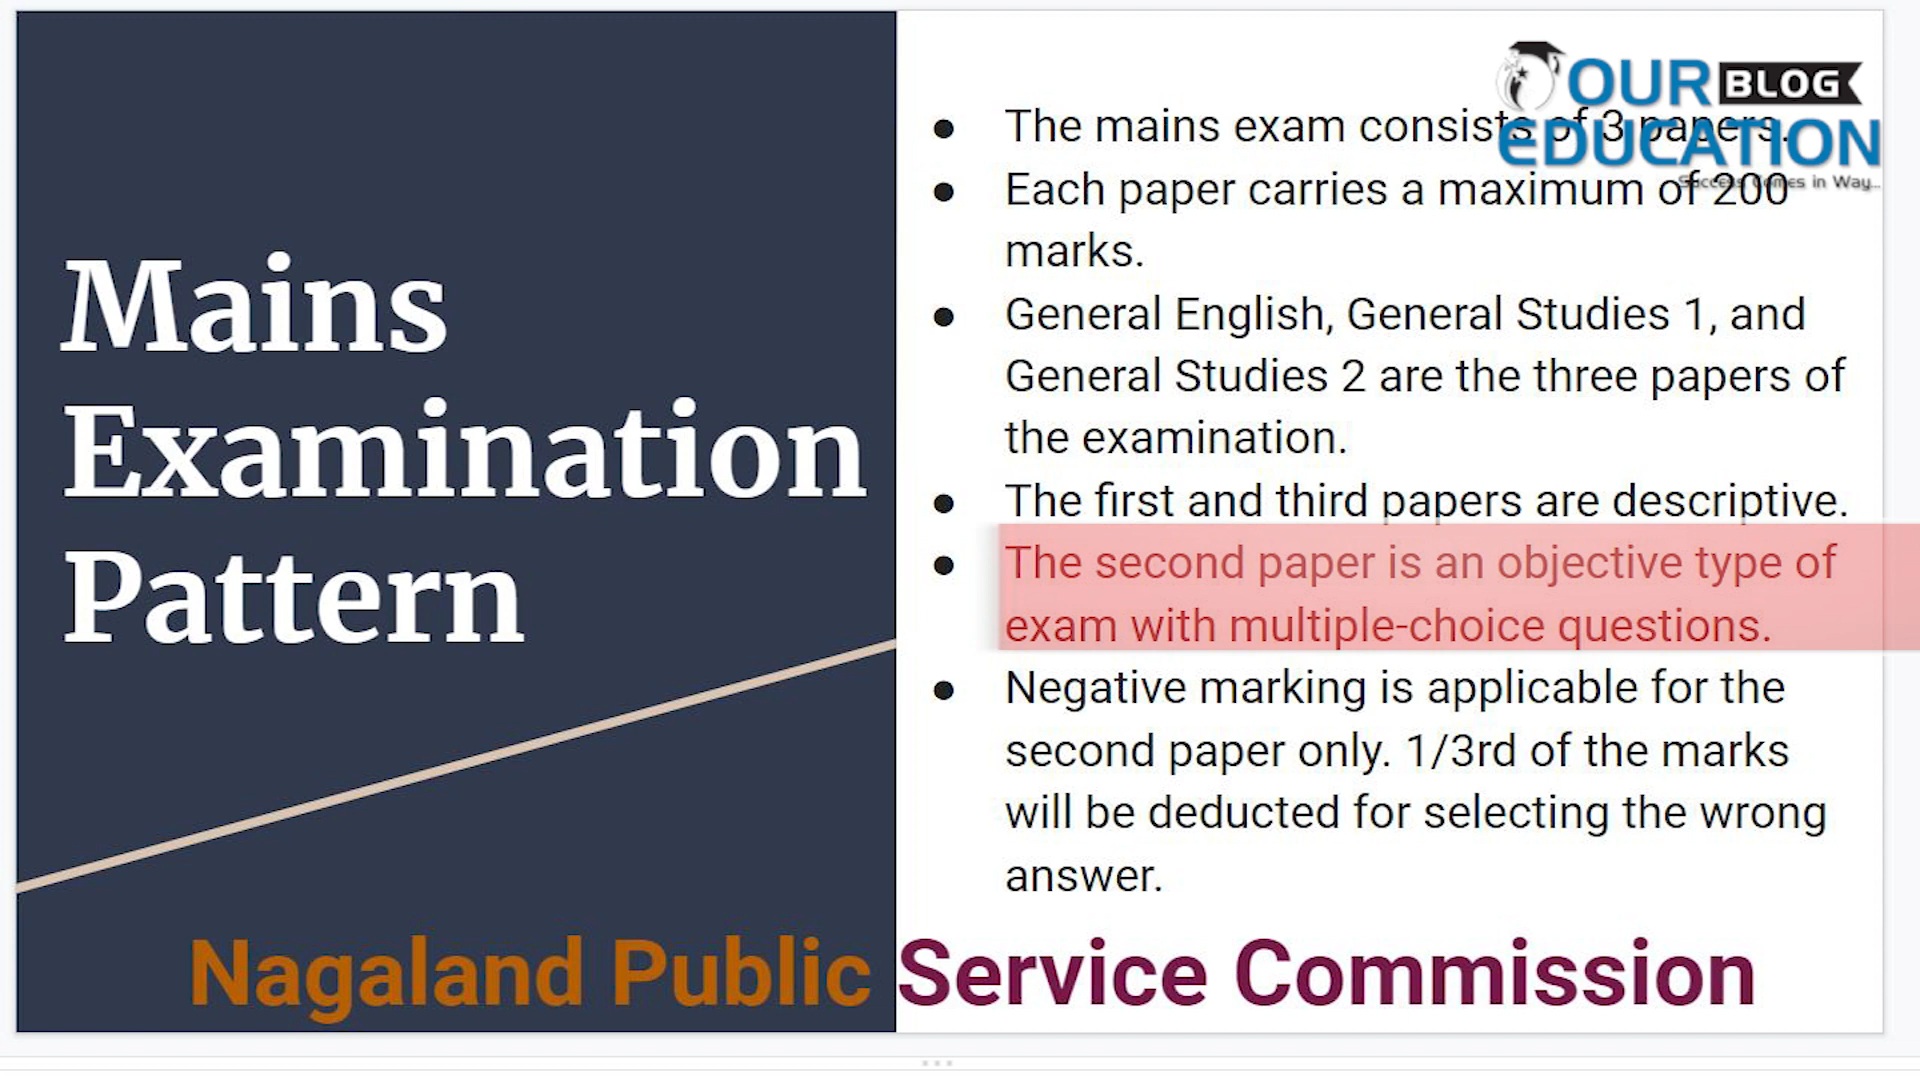 Mains
Examination
Pattern
OUR BLOG
EDUCATION
Success Comes in Way...
● The mains exam consists of 3 papers.
● Each paper carries a maximum of 200
marks.
● General English, General Studies 1, and
General Studies 2 are the three papers of
the examination.
● The first and third papers are descriptive.
● The second paper is an objective type of
exam with multiple-choice questions.
● Negative marking is applicable for the
second paper only. 1/3rd of the marks
will be deducted for selecting the wrong
answer.
Nagaland Public Service Commission